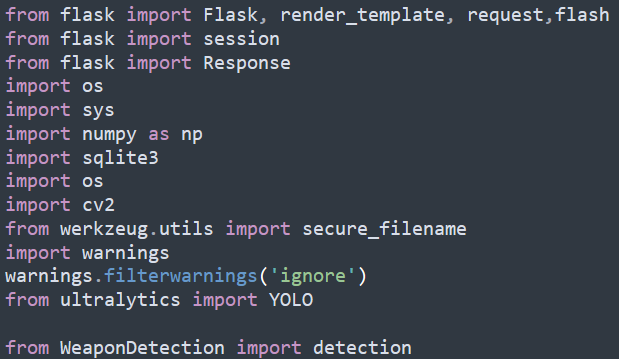 from flask import Flask, render_template, request,flash
from flask import session
from flask import Response
import os
import sys
import numpy as np
import sqlite3
import os
import cv2
from werkzeug.utils import secure_filename
import warnings
warnings.filterwarnings('ignore')
from ultralytics import YOLO

from WeaponDetection import detection